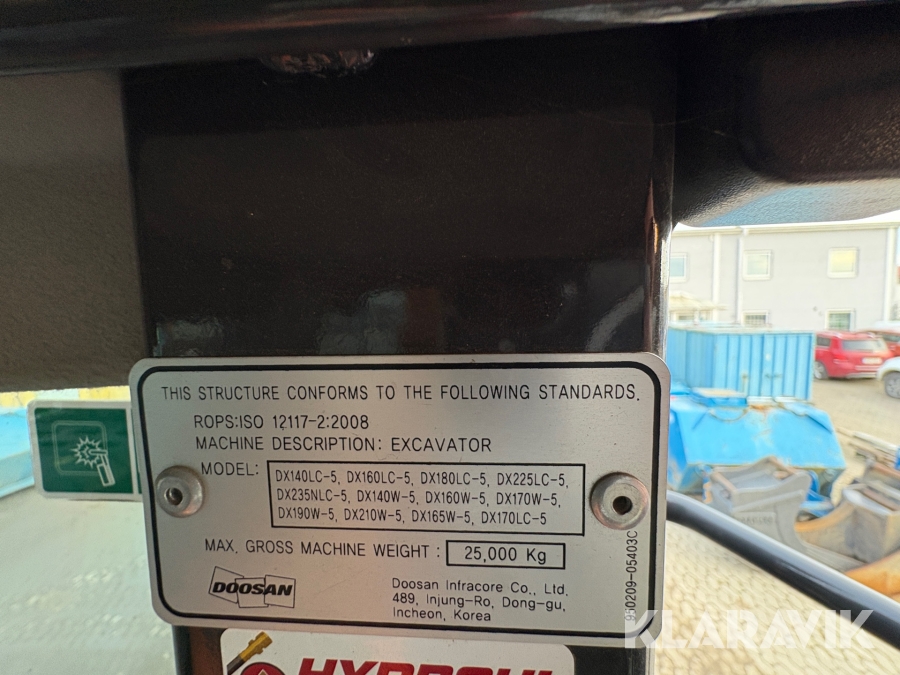 THIS STRUCTURE CONFORMS TO THE FOLLOWING STANDARDS.
ROPS:ISO 12117-2:2008
MACHINE DESCRIPTION: EXCAVATOR
MODEL: DX140LC-5, DX160LC-5, DX180LC-5, DX225LC-5,
DX235NLC-5, DX140W-5, DX160W-5, DX170W-5,
DX190W-5, DX210W-5, DX165W-5, DX170LC-5
MAX. GROSS MACHINE WEIGHT : 25,000 Kg
DOOSAN
Doosan Infracore Co., Ltd.
489, Injung-Ro, Dong-gu,
Incheon, Korea
950209-05403C
KLARAVIK